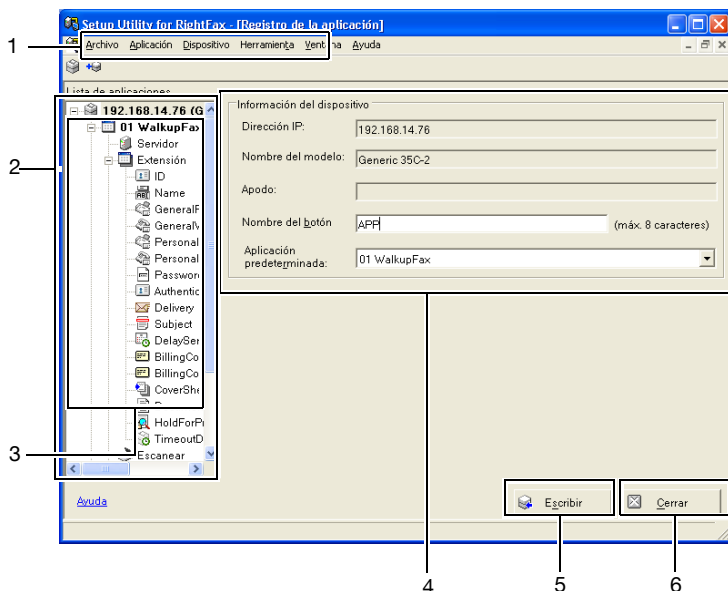 Setup Utility for RightFax - [Registro de la aplicación]
1
Archivo Aplicación Dispositivo Herramienta Ventana Ayuda
Lista de aplicaciones
2
192.168.14.76 (G
01 WalkupFax
Servidor
Extensión
ID
Name
GeneralF
General
Personal
Personal
Password
Authentic
Delivery
Subject
DelaySer
BillingCo
BillingCo
CoverShe
HoldForPr
TimeoutD
3
Escanear
Información del dispositivo
Dirección IP:
192.168.14.76
Nombre del modelo:
Generic 35C-2
Apodo:
Nombre del botón
APP
(máx. 8 caracteres)
Aplicación
predeterminada:
01 WalkupFax
Ayuda
Escribir
Cerrar
4
5
6